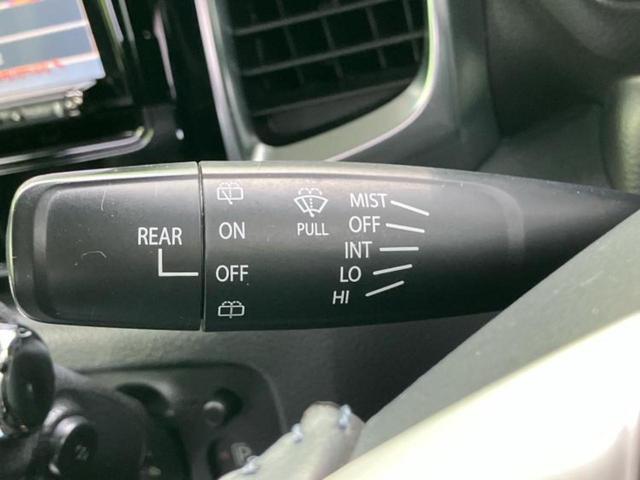 REAR
ON
OFF
PULL
MIST
OFF
INT
LO
HI